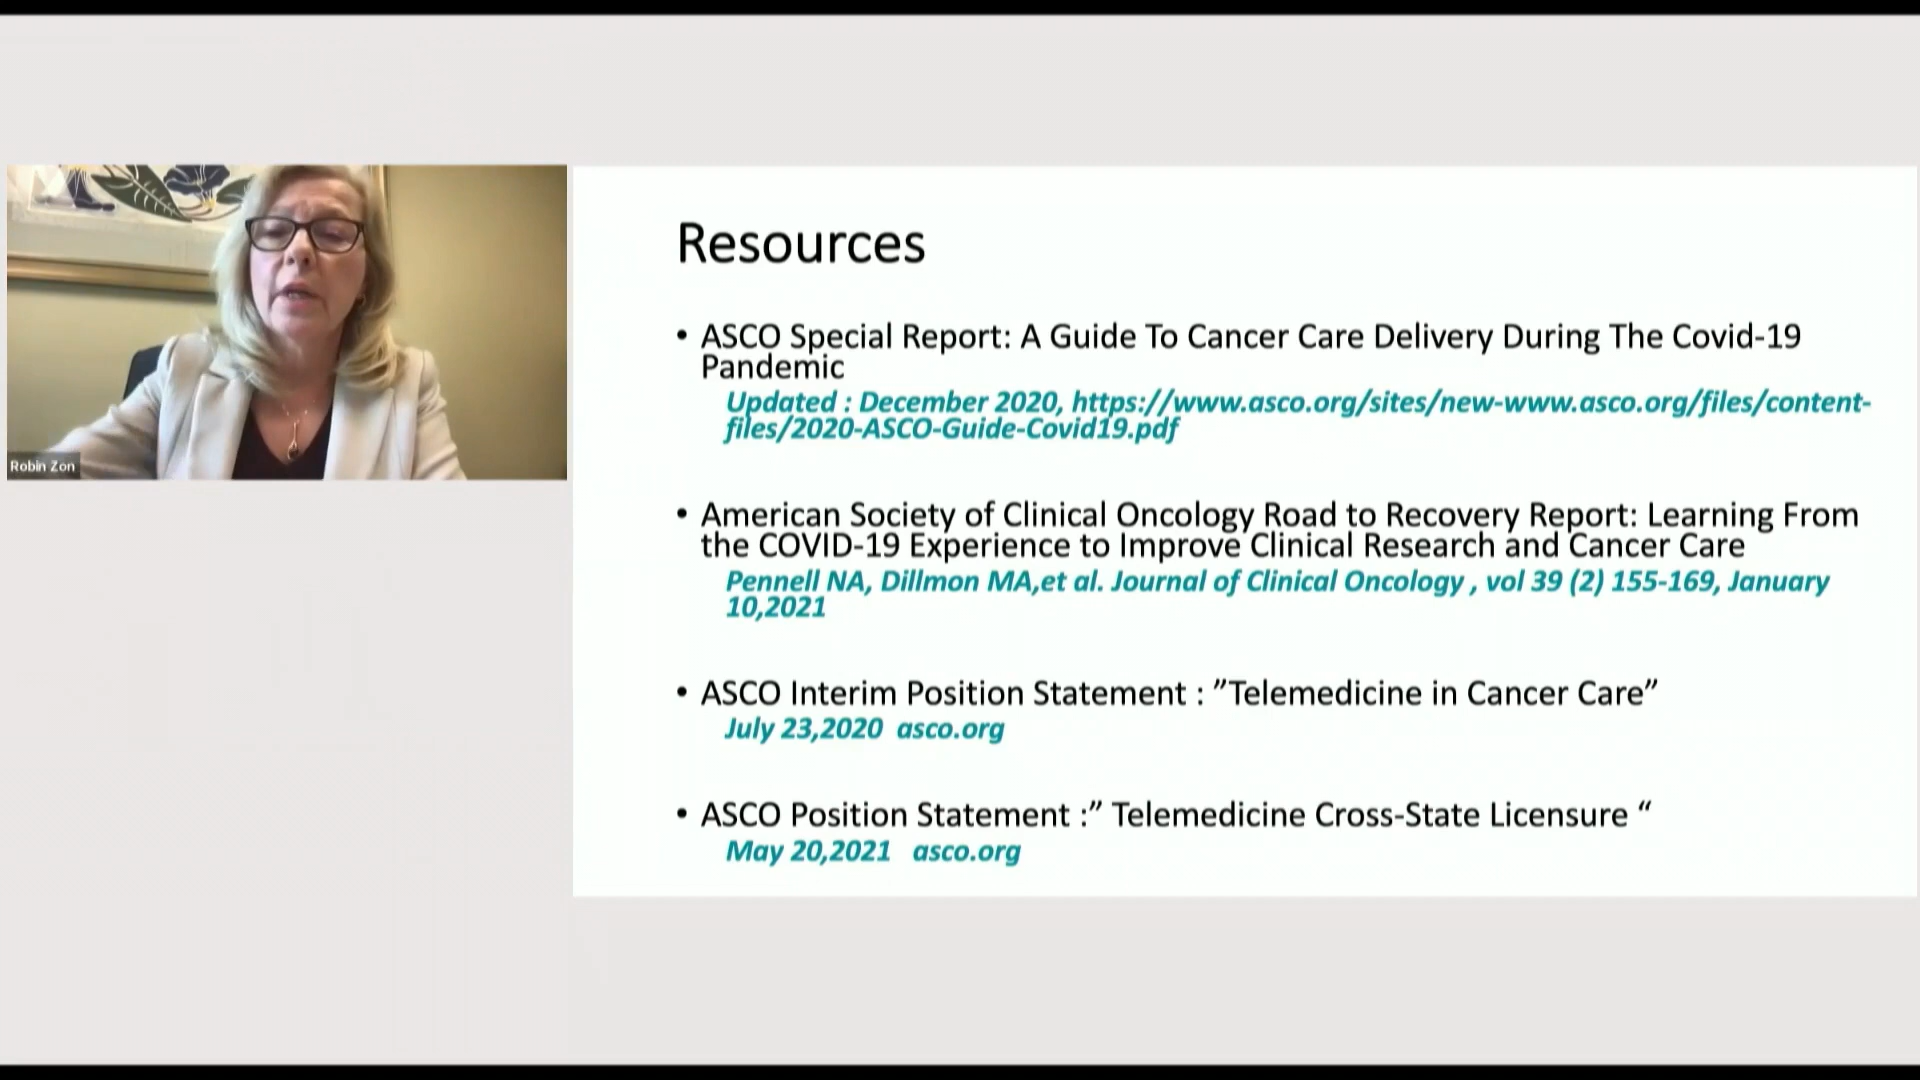 Robin Zon
Resources
• ASCO Special Report: A Guide To Cancer Care Delivery During The Covid-19
Pandemic
Updated : December 2020, https://www.asco.org/sites/new-www.asco.org/files/content-
files/2020-ASCO-Guide-Covid19.pdf
• American Society of Clinical Oncology Road to Recovery Report: Learning From
the COVID-19 Experience to Improve Clinical Research and Cancer Care
Pennell NA, Dillmon MA,et al. Journal of Clinical Oncology , vol 39 (2) 155-169, January
10,2021
• ASCO Interim Position Statement : ”Telemedicine in Cancer Care”
July 23,2020 asco.org
• ASCO Position Statement :” Telemedicine Cross-State Licensure “
May 20,2021 asco.org